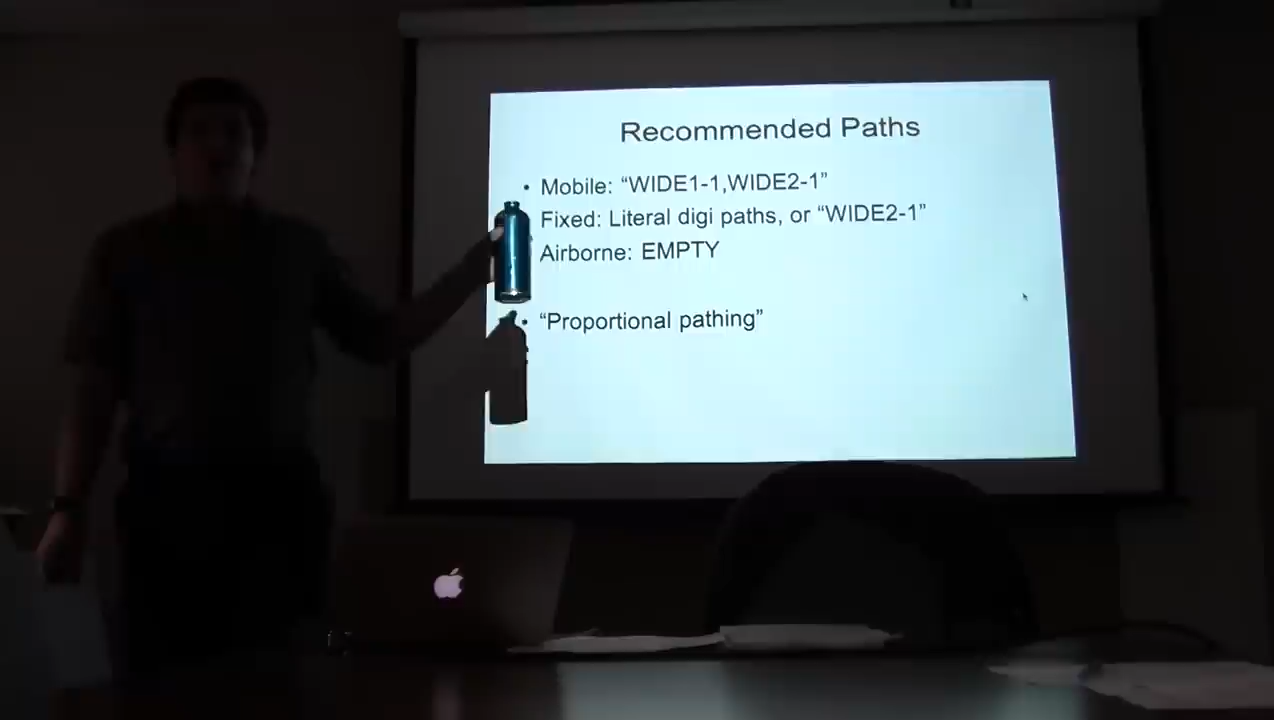 Recommended Paths
• Mobile: “WIDE1-1,WIDE2-1”
Fixed: Literal digi paths, or “WIDE2-1”
Airborne: EMPTY
• “Proportional pathing”